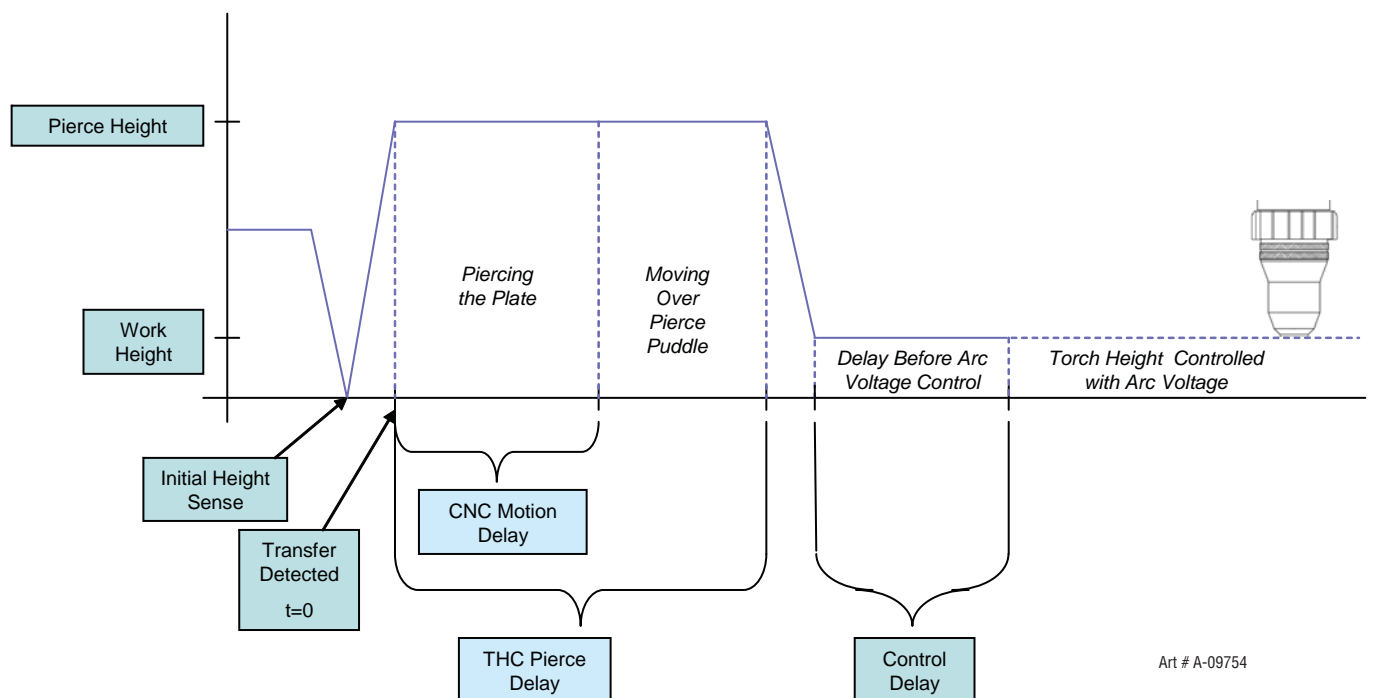 Pierce Height
Piercing
the Plate
Moving
Over
Pierce
Puddle
Work
Height
Delay Before Arc
Voltage Control
Torch Height Controlled
with Arc Voltage
Initial Height
Sense
CNC Motion
Delay
Transfer
Detected
t=0
THC Pierce
Delay
Control
Delay
Art # A-09754